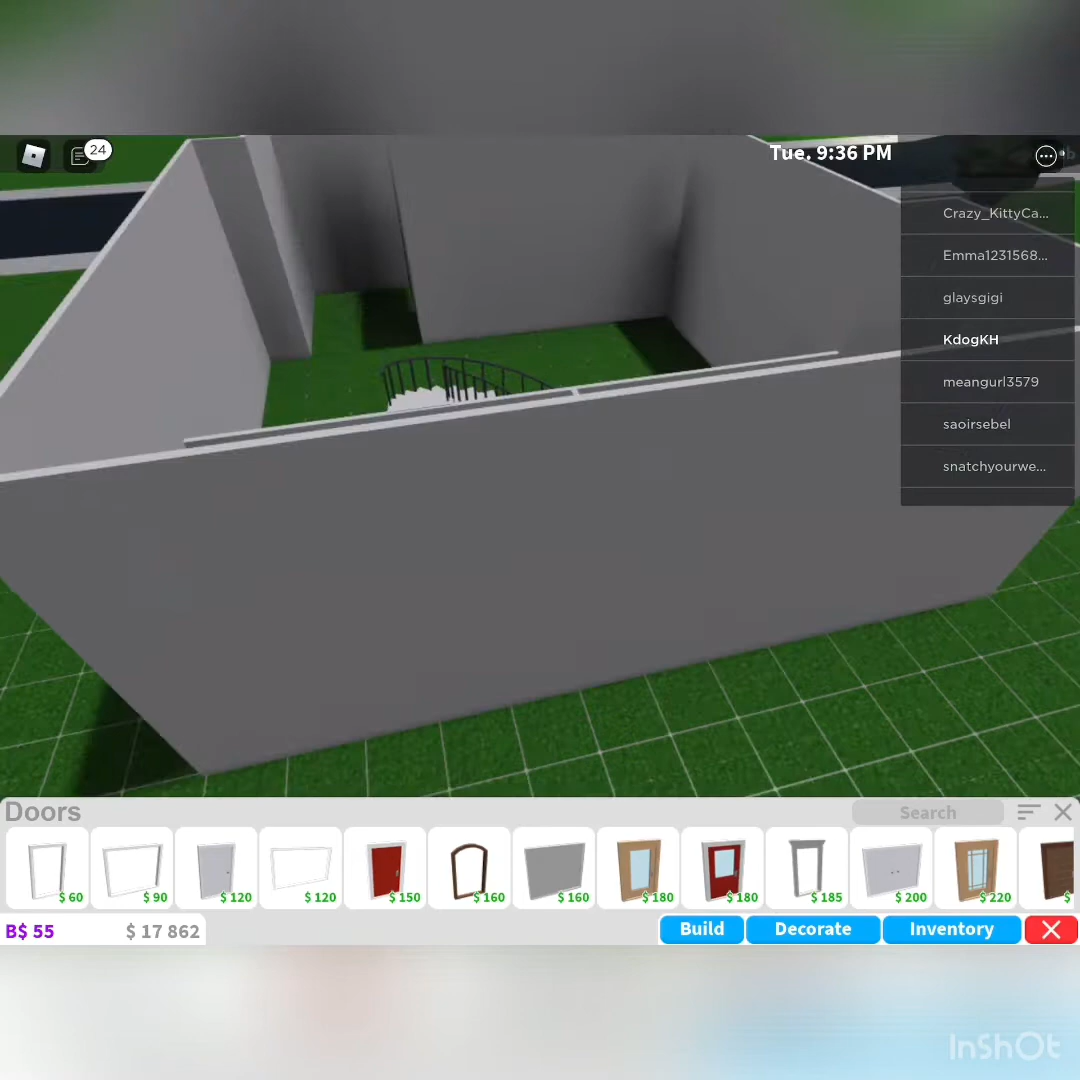 24
Tue. 9:36 PM
Crazy_KittyCa...
Emma1231568...
glaysgigi
KdogKH
meangurl3579
saoirsebel
snatchyourwe...
Doors
Search
$ 60
$ 90
$ 120
$ 120
$ 150
$ 160
$ 160
$ 180
$ 180
$ 185
$ 200
$ 220
$
B$ 55
$ 17 862
Build
Decorate
Inventory
InShOt